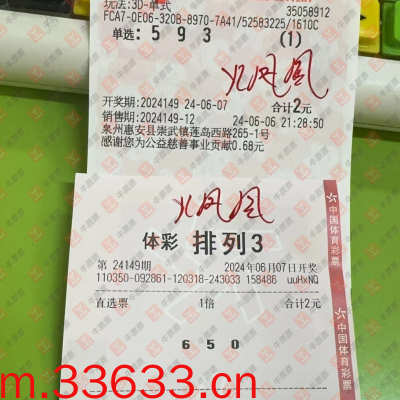 玩法:3D-单式
35058912
FCA7-0E06-320B-8970-7A41/52583225/1610C
单选: 5 9 3 (1)
开奖期:2024149 24-06-07 合计2元
销售期:2024149-12 24-06-06 21:28:50
泉州惠安县崇武镇莲岛西路265-1号
感谢您为公益慈善事业贡献0.68元
体彩 排列3
第 24149期 2024年06月07日开奖
110350-092861-120318-243033 158486 uuHxNQ
直选票 1倍 合计2元
6 5 0
中国体育彩票
中国体育彩票
m.33633.cn